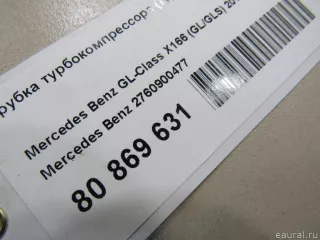 рубка турбокомпрессора
Mercedes Benz GL-Class X166 (GL/GLS) 20
Mercedes Benz 2760900477
80 869 631
eaural.ru